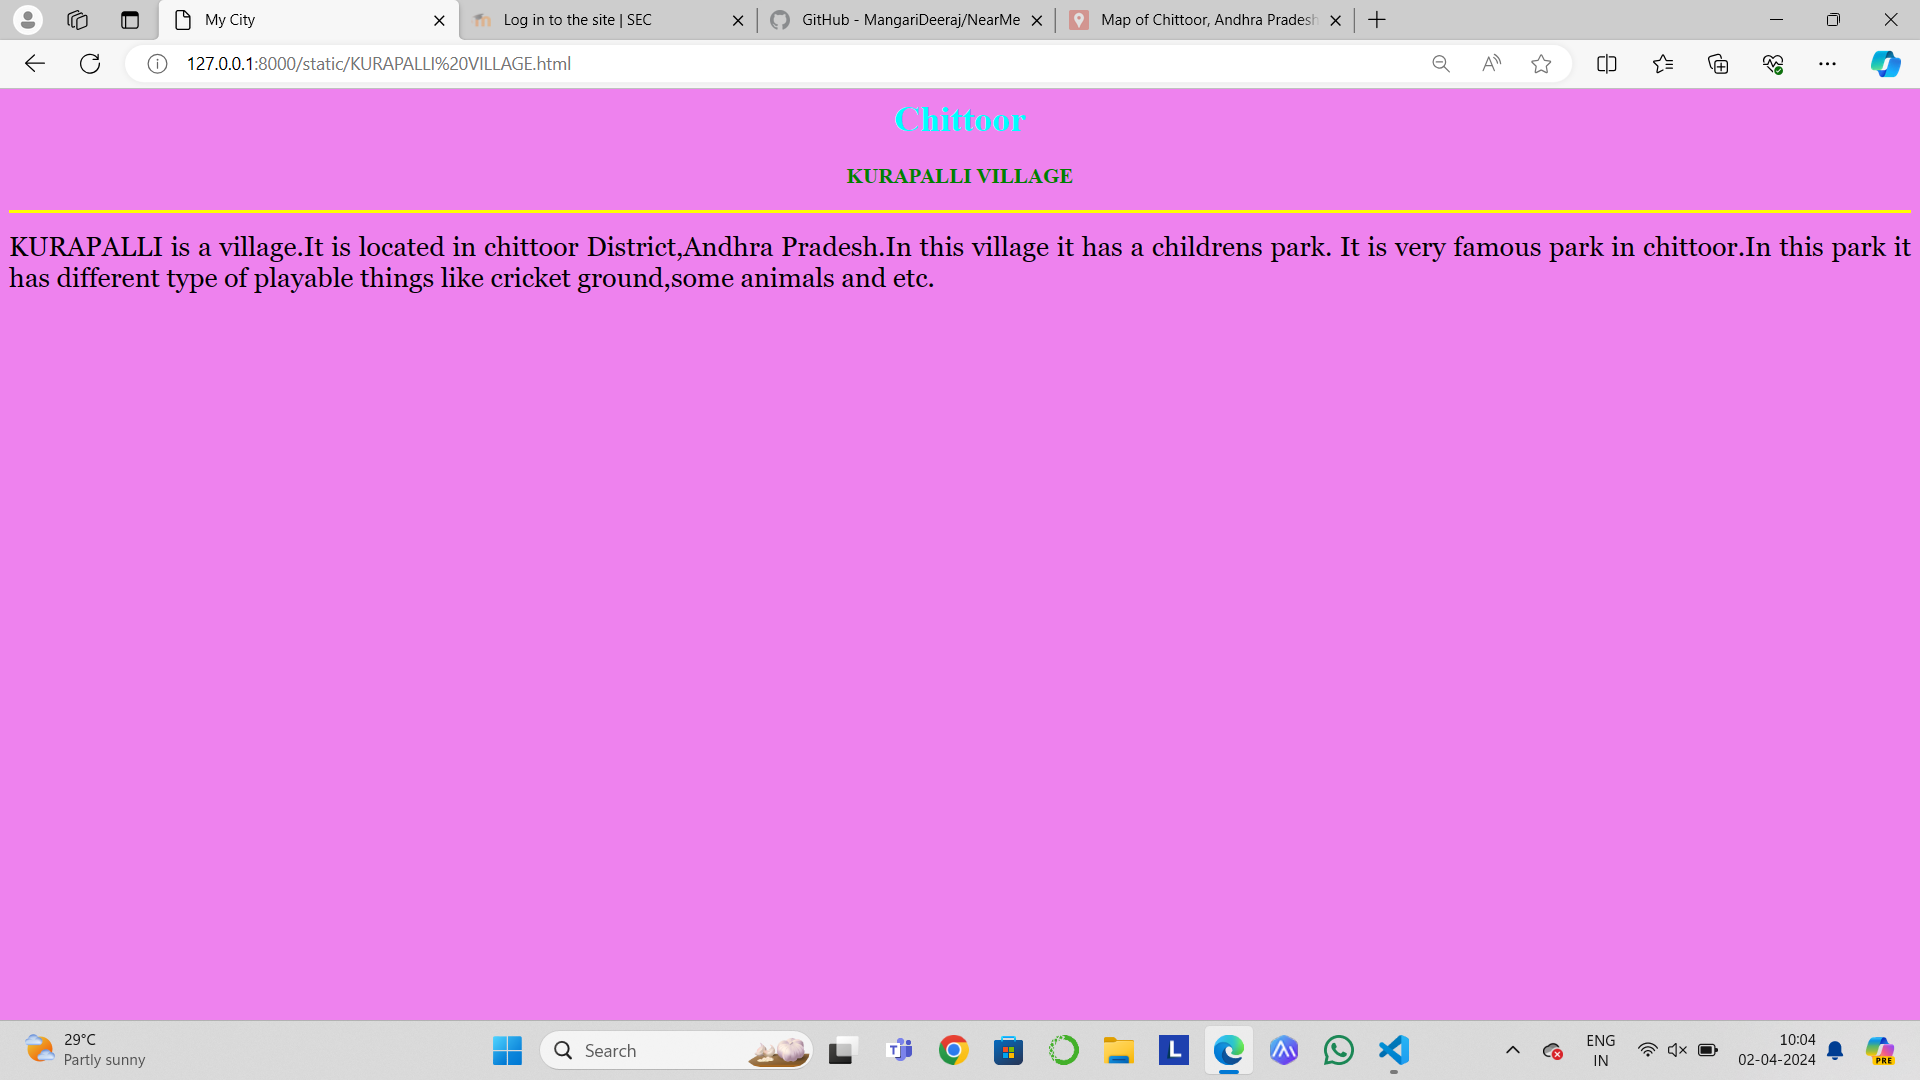 My City
Log in to the site | SEC
GitHub - MangariDeeraj/NearMe
Map of Chittoor, Andhra Pradesh
127.0.0.1:8000/static/KURAPALLI%20VILLAGE.html
Chittoor
KURAPALLI VILLAGE
KURAPALLI is a village.It is located in chittoor District,Andhra Pradesh.In this village it has a childrens park. It is very famous park in chittoor.In this park it
has different type of playable things like cricket ground,some animals and etc.
29°C
Partly sunny
Search
L
ENG
IN
10:04
02-04-2024
PRE